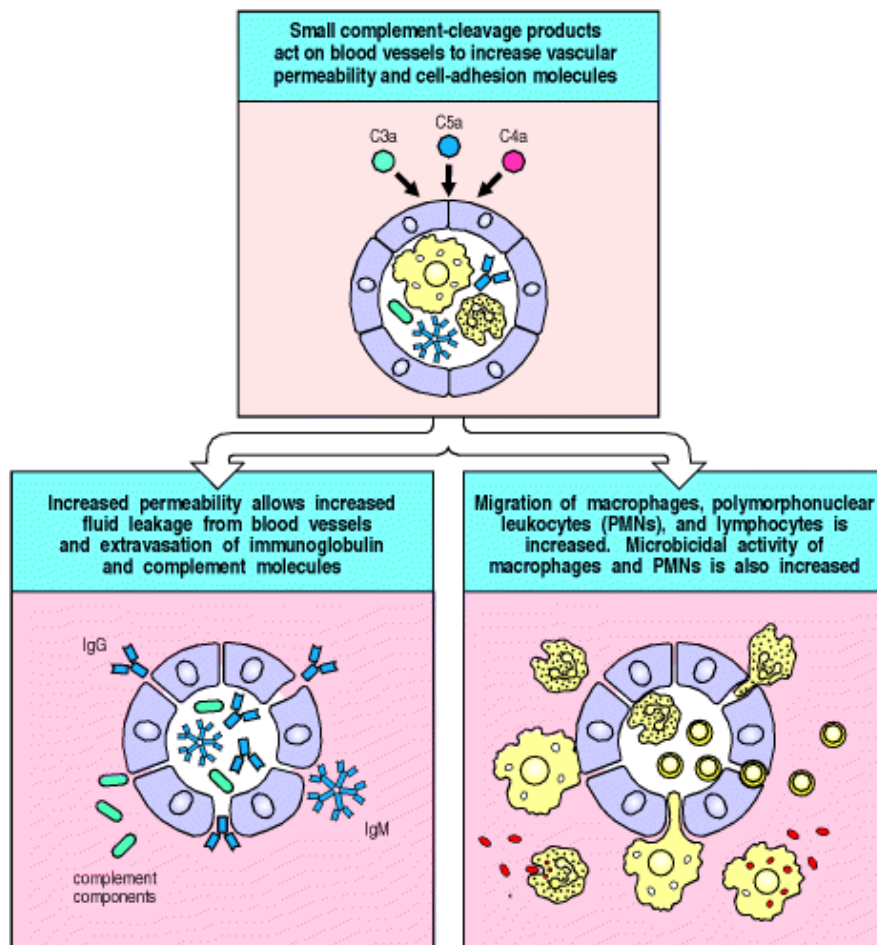 Small complement-cleavage products
act on blood vessels to increase vascular
permeability and cell-adhesion molecules
C3a
C5a
C4a
Increased permeability allows increased
fluid leakage from blood vessels
and extravasation of immunoglobulin
and complement molecules
IgG
IgM
complement
components
Migration of macrophages, polymorphonuclear
leukocytes (PMNs), and lymphocytes is
increased. Microbicidal activity of
macrophages and PMNs is also increased